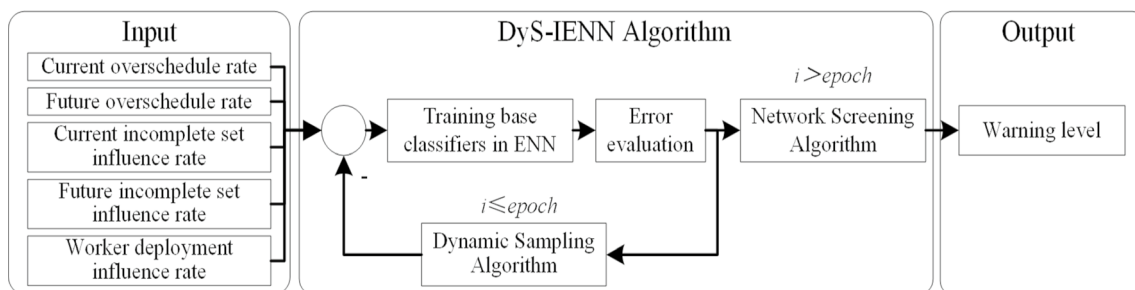 Input
Current overschedule rate
Future overschedule rate
Current incomplete set
influence rate
Future incomplete set
influence rate
Worker deployment
influence rate
DyS-IENN Algorithm
Training base
classifiers in ENN
Error
evaluation
i>epoch
Network Screening
Algorithm
-
i≤epoch
Dynamic Sampling
Algorithm
Output
Warning level